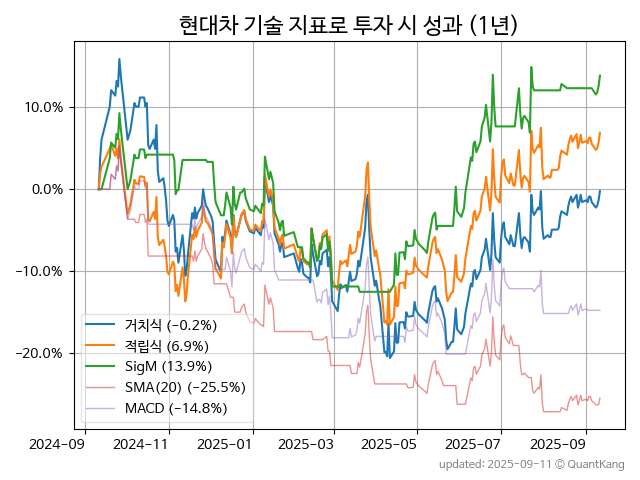 현대차 기술 지표로 투자 시 성과 (1년)
10.0%
0.0%
−10.0%
−20.0%
거치식 (−0.2%)
적립식 (6.9%)
SigM (13.9%)
SMA(20) (−25.5%)
MACD (−14.8%)
2024-09 2024-11 2025-01 2025-03 2025-05 2025-07 2025-09
updated: 2025-09-11 © QuantKang